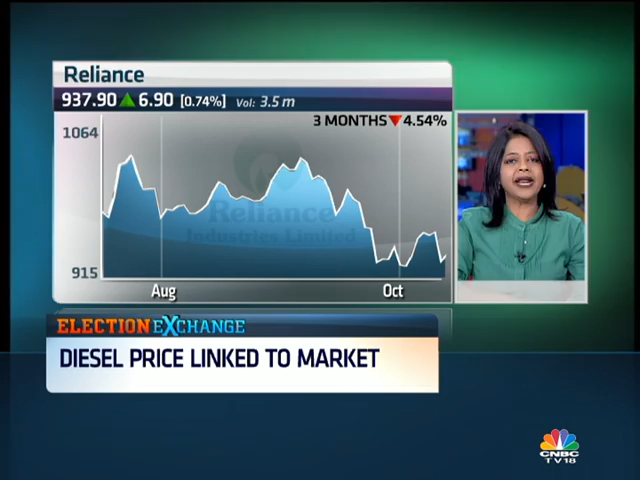 Reliance
937.90 ▲ 6.90 [0.74%] Vol: 3.5 m
3 MONTHS ▼ 4.54%
1064
Reliance
Industries Limited
915
Aug Oct
ELECTION EXCHANGE
DIESEL PRICE LINKED TO MARKET
CNBC
TV18